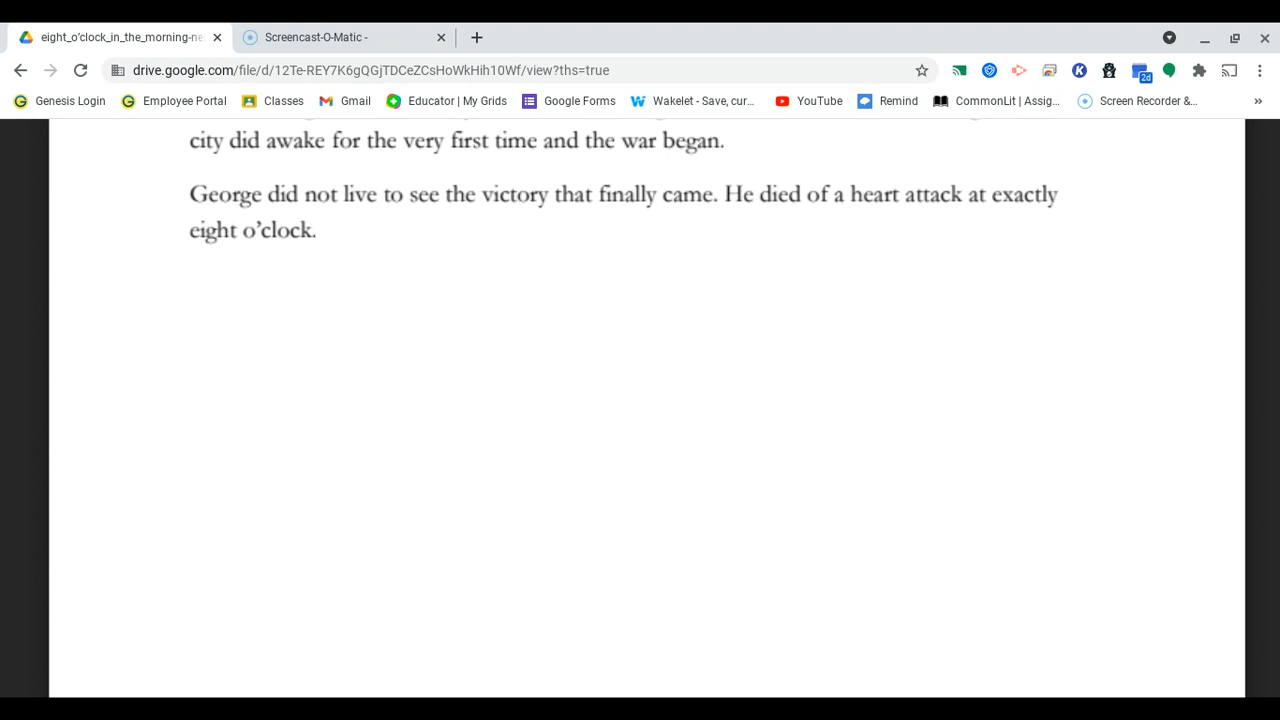 eight_o’clock_in_the_morning-ne
Screencast-O-Matic -
drive.google.com/file/d/12Te-REY7K6gQGjTDCeZCsHoWkHih10Wf/view?ths=true
2d
Genesis Login
Employee Portal
Classes
Gmail
Educator | My Grids
Google Forms
Wakelet - Save, cur...
YouTube
Remind
CommonLit | Assig...
Screen Recorder &...
city did awake for the very first time and the war began.
George did not live to see the victory that finally came. He died of a heart attack at exactly
eight o’clock.